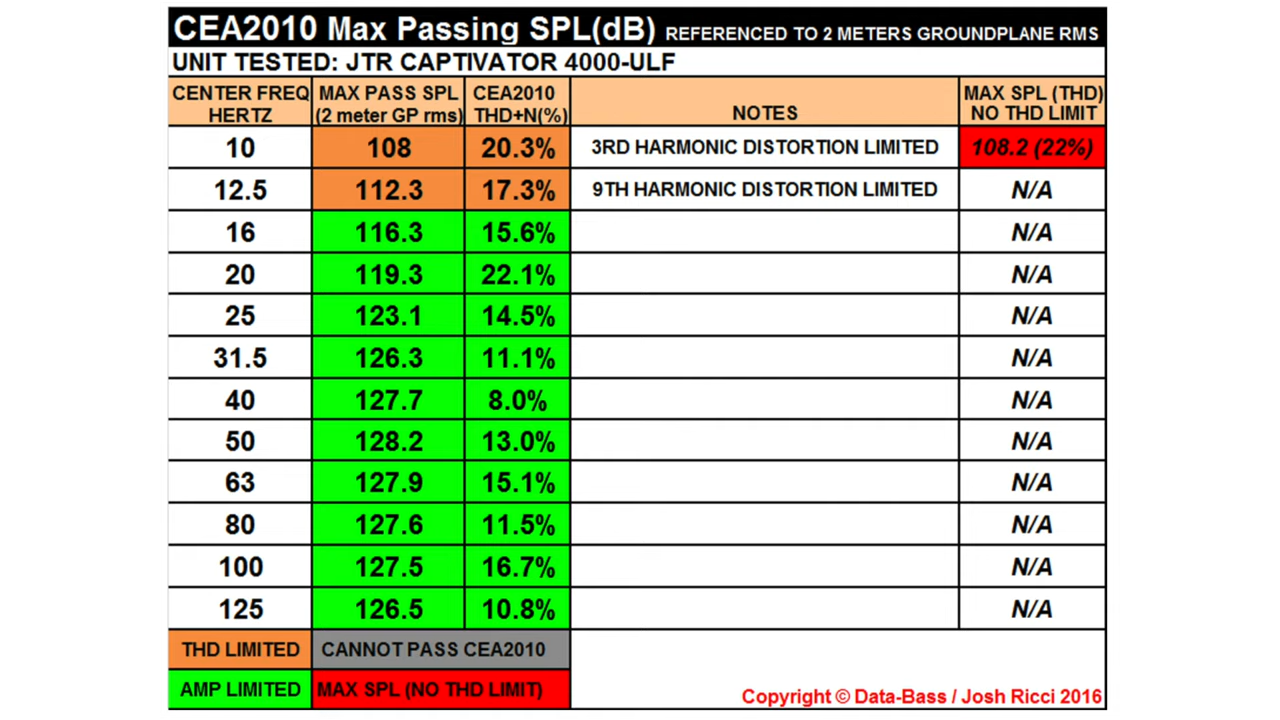 CEA2010 Max Passing SPL(dB) REFERENCED TO 2 METERS GROUNDPLANE RMS
UNIT TESTED: JTR CAPTIVATOR 4000-ULF
CENTER FREQ HERTZ MAX PASS SPL (2 meter GP rms) CEA2010 THD+N(%) NOTES MAX SPL (THD) NO THD LIMIT
10 108 20.3% 3RD HARMONIC DISTORTION LIMITED 108.2 (22%)
12.5 112.3 17.3% 9TH HARMONIC DISTORTION LIMITED N/A
16 116.3 15.6% N/A
20 119.3 22.1% N/A
25 123.1 14.5% N/A
31.5 126.3 11.1% N/A
40 127.7 8.0% N/A
50 128.2 13.0% N/A
63 127.9 15.1% N/A
80 127.6 11.5% N/A
100 127.5 16.7% N/A
125 126.5 10.8% N/A
THD LIMITED CANNOT PASS CEA2010
AMP LIMITED MAX SPL (NO THD LIMIT)
Copyright © Data-Bass / Josh Ricci 2016